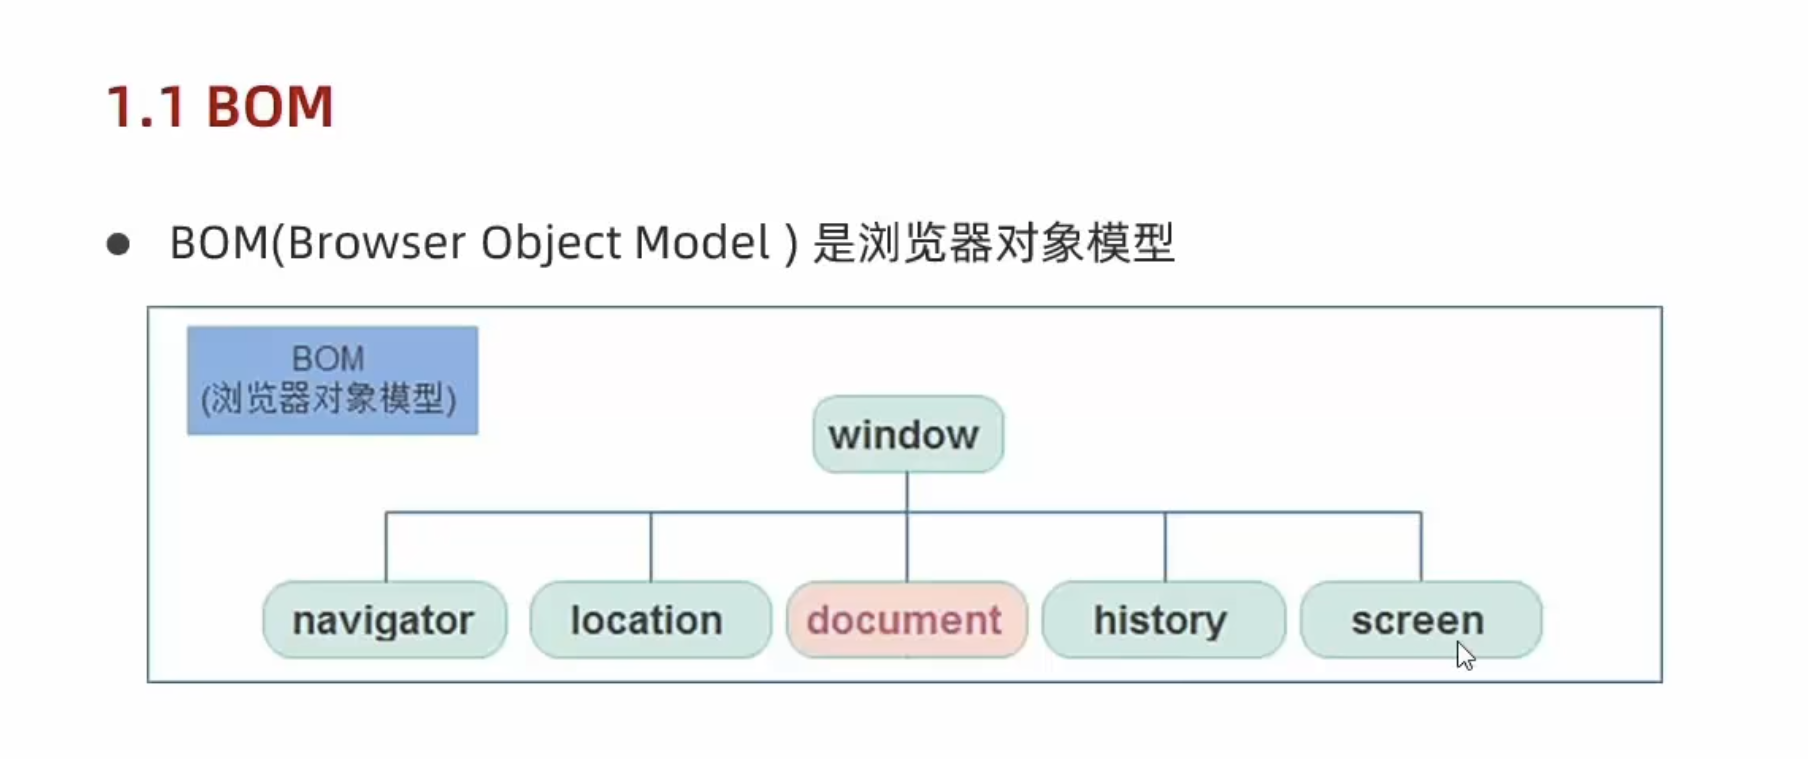 1.1 BOM
● BOM(Browser Object Model ) 是浏览器对象模型
BOM
(浏览器对象模型)
window
navigator location document history screen